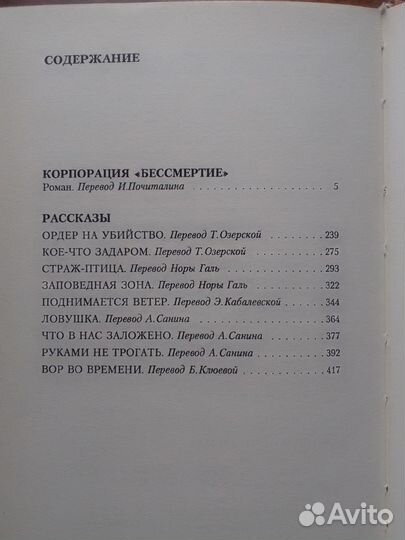 СОДЕРЖАНИЕ
КОРПОРАЦИЯ «БЕССМЕРТИЕ»
Роман. Перевод И.Почиталина . . . . . . . . . . . . . . . . 5
РАССКАЗЫ
ОРДЕР НА УБИЙСТВО. Перевод Т.Озерской . . . . . . 239
КОЕ-ЧТО ЗАДАРОМ. Перевод Т.Озерской . . . . . . . . 275
СТРАЖ-ПТИЦА. Перевод Норы Галь . . . . . . . . . . . . 293
ЗАПОВЕДНАЯ ЗОНА. Перевод Норы Галь . . . . . . . . 322
ПОДНИМАЕТСЯ ВЕТЕР. Перевод Э.Кабалевской . . . . 344
ЛОВУШКА. Перевод А.Санина . . . . . . . . . . . . . . . . 364
ЧТО В НАС ЗАЛОЖЕНО. Перевод А.Санина . . . . . . . 377
РУКАМИ НЕ ТРОГАТЬ. Перевод А.Санина . . . . . . . . 392
ВОР ВО ВРЕМЕНИ. Перевод Б.Клюевой . . . . . . . . . . 417
Avito